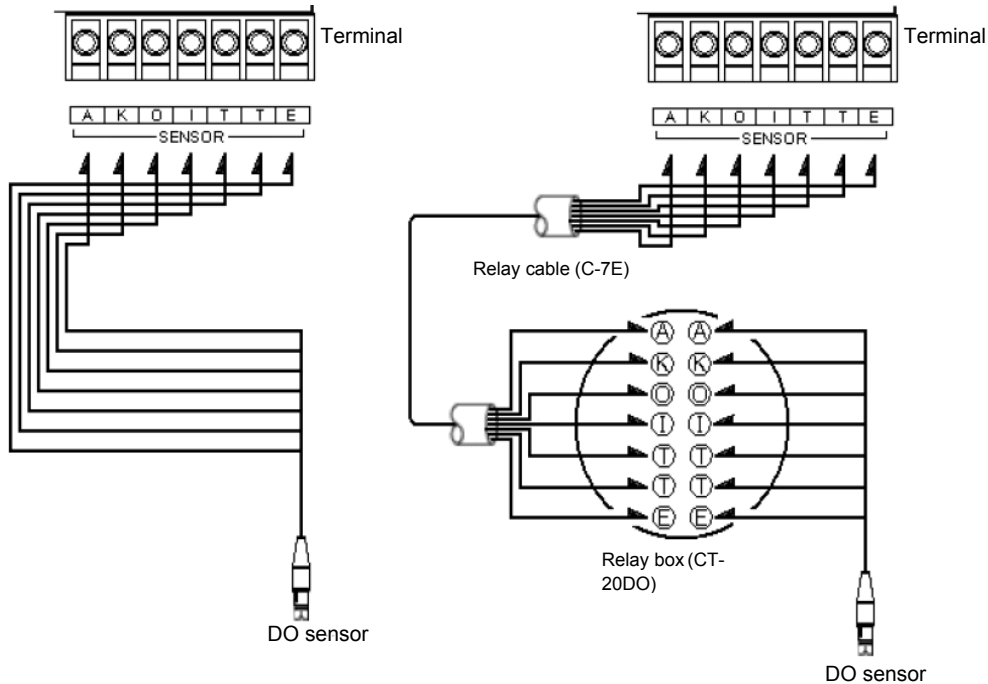 Terminal
A K O I T T E
SENSOR
DO sensor
Terminal
A K O I T T E
SENSOR
Relay cable (C-7E)
A A
K K
O O
I I
T T
T T
E E
Relay box (CT-
20DO)
DO sensor